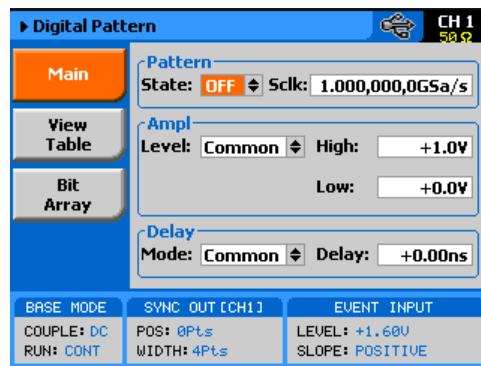 Digital Pattern
CH 1
50 Ω
Main
View
Table
Bit
Array
Pattern
State: OFF Sclk: 1.000,000,0GSa/s
Ampl
Level: Common High: +1.0V
Low: +0.0V
Delay
Mode: Common Delay: +0.00ns
BASE MODE
COUPLE: DC
RUN: CONT
SYNC OUT [CH1]
POS: 0Pts
WIDTH: 4Pts
EVENT INPUT
LEVEL: +1.60V
SLOPE: POSITIVE